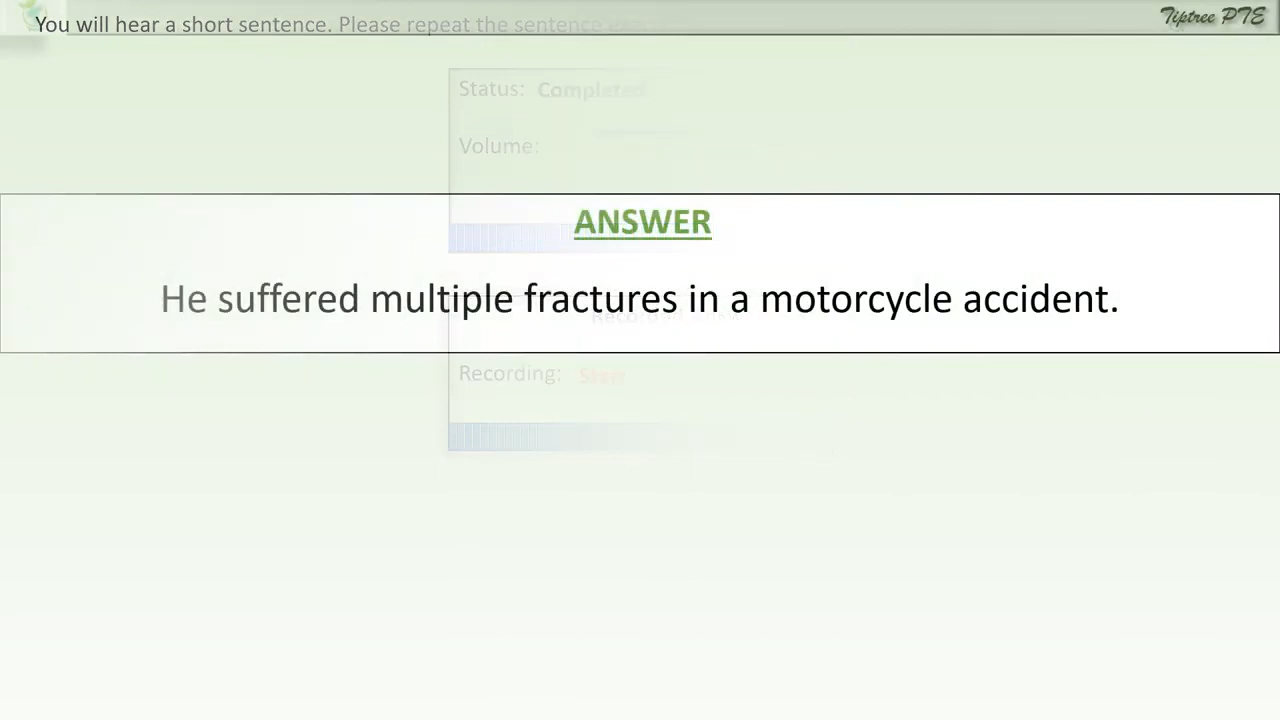 You will hear a short sentence. Please repeat the sentence
Tiptree PTE
Status: Completed
Volume:
ANSWER
He suffered multiple fractures in a motorcycle accident.
Recording: